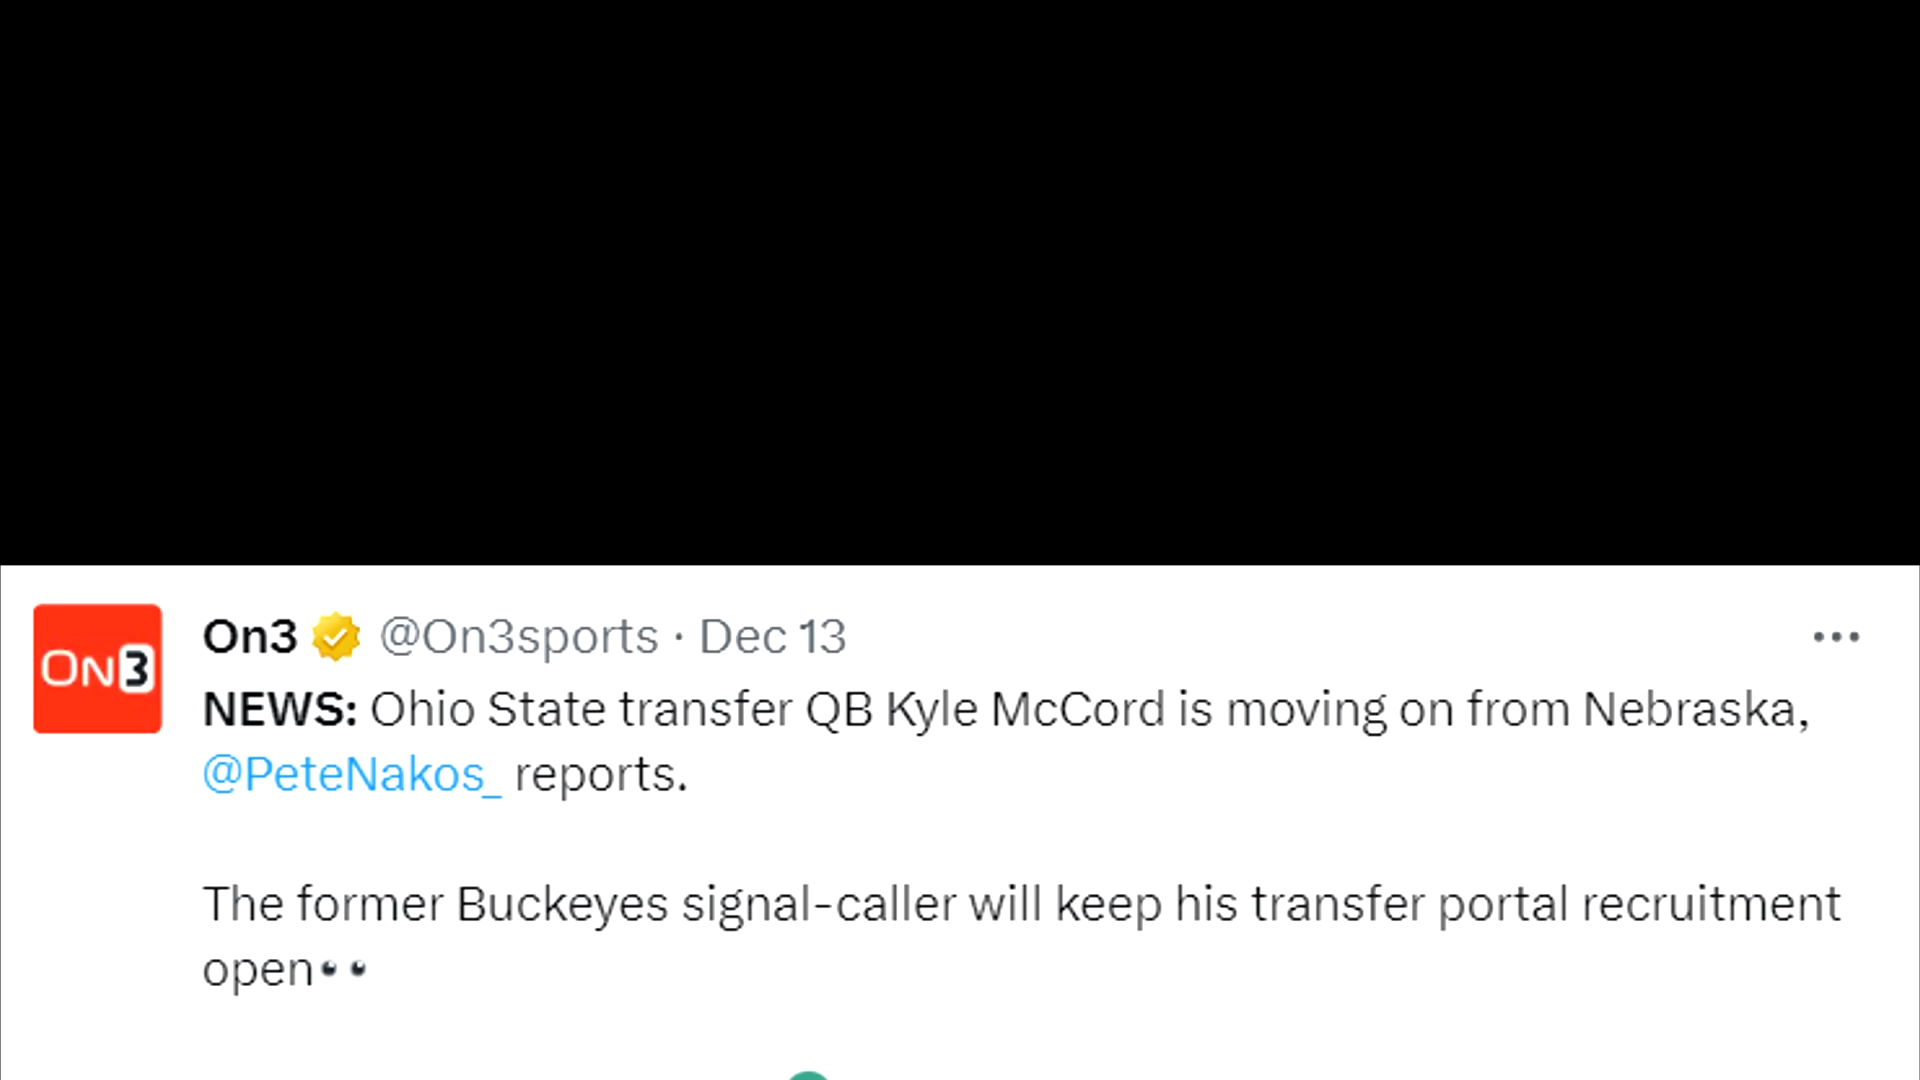 ON3
On3 @On3sports · Dec 13
NEWS: Ohio State transfer QB Kyle McCord is moving on from Nebraska,
@PeteNakos_ reports.
The former Buckeyes signal-caller will keep his transfer portal recruitment
open👀